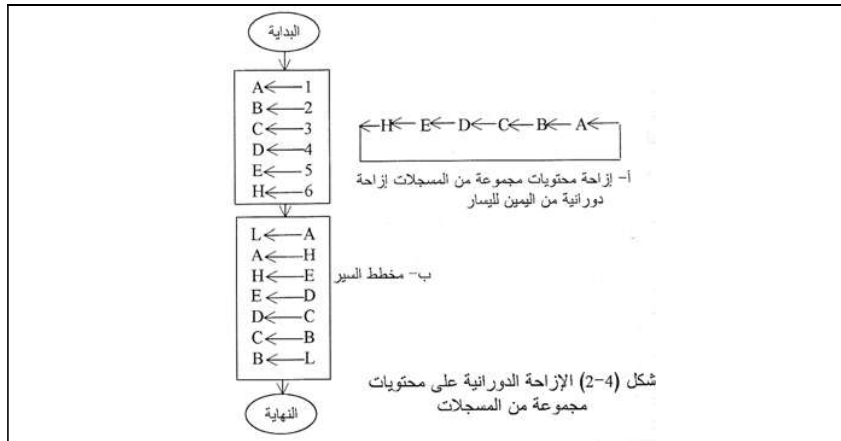 البداية
A ← 1
B ← 2
C ← 3
D ← 4
E ← 5
H ← 6
← H ← E ← D ← C ← B ← A ←
أ- إزاحة محتويات مجموعة من المسجلات إزاحة
دورانية من اليمين لليسار
L ← A
A ← H
H ← E
E ← D
D ← C
C ← B
B ← L
ب- مخطط السير
شكل (4-2) الإزاحة الدورانية على محتويات
مجموعة من المسجلات
النهاية